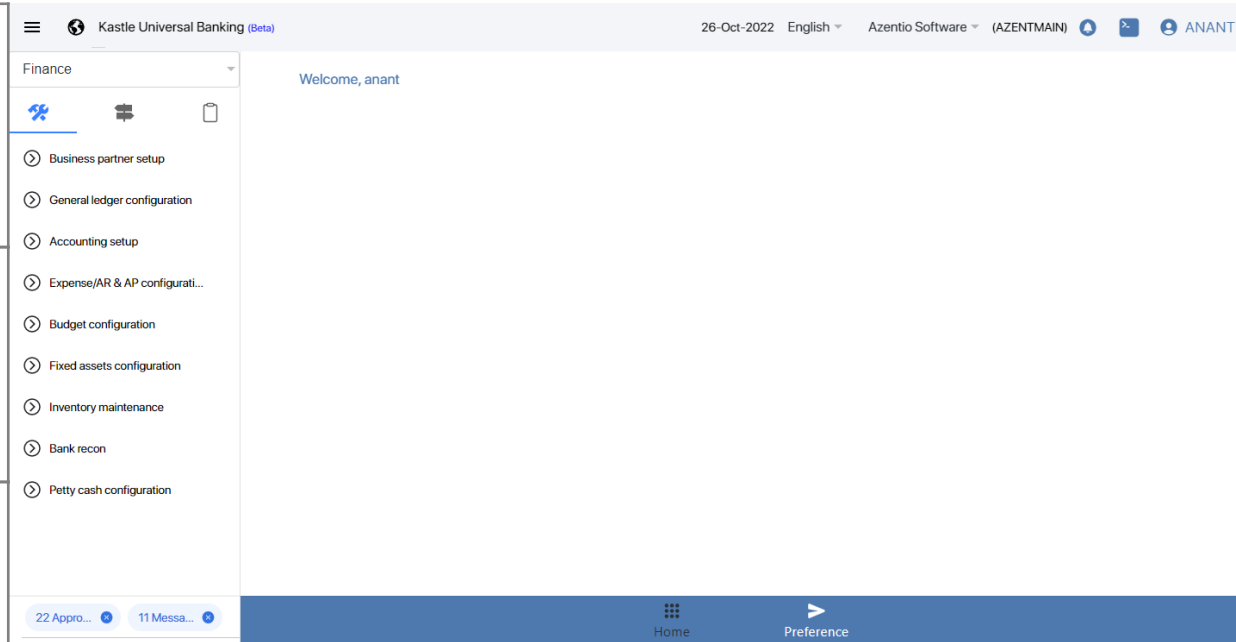 Kastle Universal Banking (Beta) 26-Oct-2022 English Azentio Software (AZENTMAIN) ANANT
Finance
Welcome, anant
Business partner setup
General ledger configuration
Accounting setup
Expense/AR & AP configurati...
Budget configuration
Fixed assets configuration
Inventory maintenance
Bank recon
Petty cash configuration
22 Appro... 11 Messa...
Home Preference